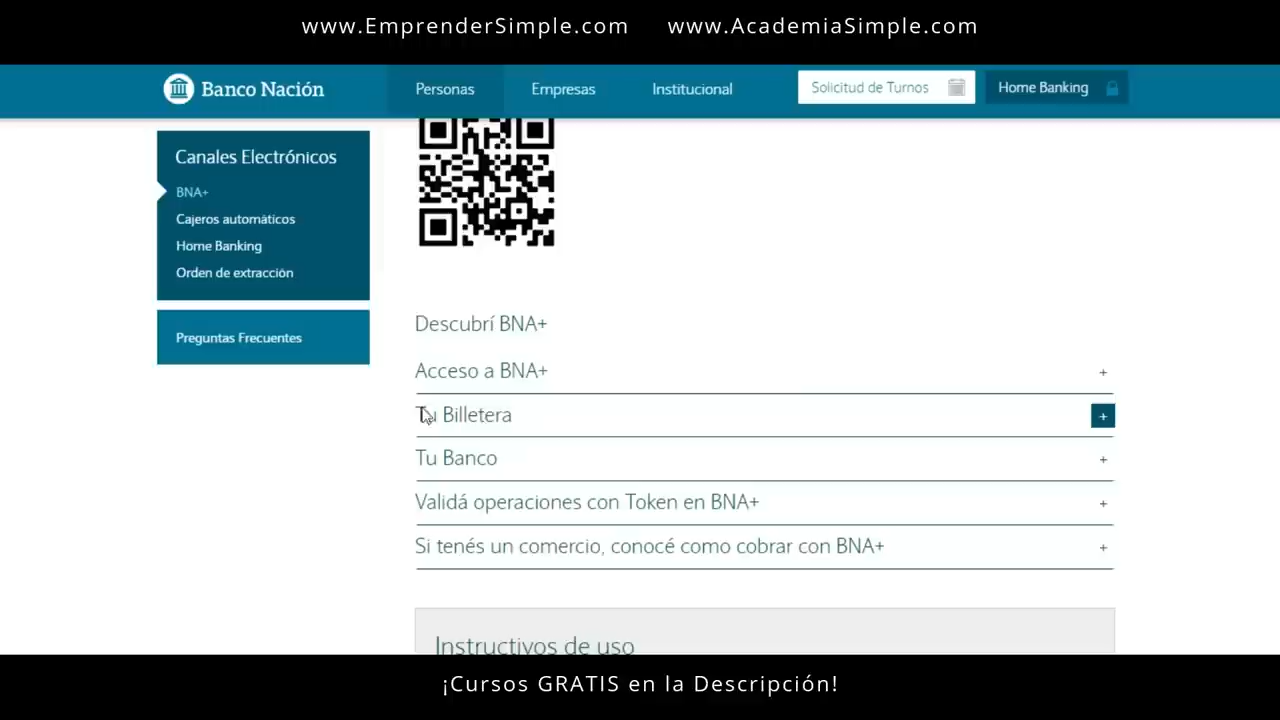 www.EmprenderSimple.com www.AcademiaSimple.com
Banco Nación Personas Empresas Institucional Solicitud de Turnos Home Banking
Canales Electrónicos
BNA+
Cajeros automáticos
Home Banking
Orden de extracción
Preguntas Frecuentes
Descubrí BNA+
Acceso a BNA+ +
Tu Billetera +
Tu Banco +
Validá operaciones con Token en BNA+ +
Si tenés un comercio, conocé como cobrar con BNA+ +
Instructivos de uso
¡Cursos GRATIS en la Descripción!